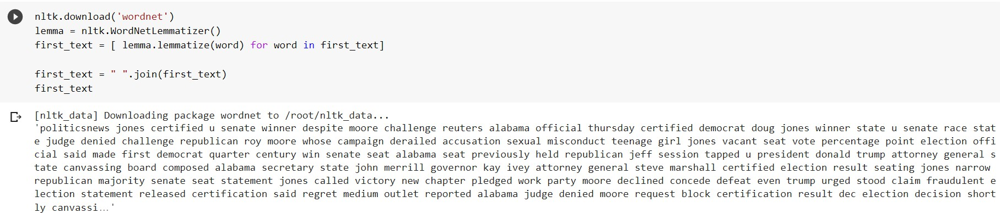 nltk.download('wordnet')
lemma = nltk.WordNetLemmatizer()
first_text = [ lemma.lemmatize(word) for word in first_text]
first_text = " ".join(first_text)
first_text
[nltk_data] Downloading package wordnet to /root/nltk_data...
'politicsnews jones certified u senate winner despite moore challenge reuters alabama official thursday certified democrat doug jones winner state u senate race stat
e judge denied challenge republican roy moore whose campaign derailed accusation sexual misconduct teenage girl jones vacant seat vote percentage point election offi
cial said made first democrat quarter century win senate seat alabama seat previously held republican jeff session tapped u president donald trump attorney general s
tate canvassing board composed alabama secretary state john merrill governor kay ivey attorney general steve marshall certified election result seating jones narrow
republican majority senate seat statement jones called victory new chapter pledged work party moore declined concede defeat even trump urged stood claim fraudulent e
lection statement released certification said regret medium outlet reported alabama judge denied moore request block certification result dec election decision short
ly canvassi...'